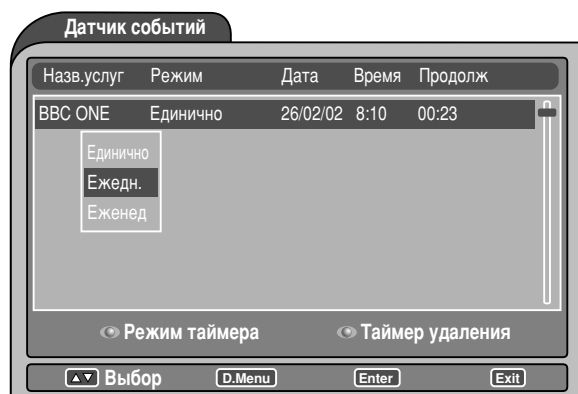 Датчик событий
Назв.услуг Режим Дата Время Продолж
BBC ONE Единично 26/02/02 8:10 00:23
Единично
Ежедн.
Еженед
Режим таймера Таймер удаления
Выбор D.Menu Enter Exit